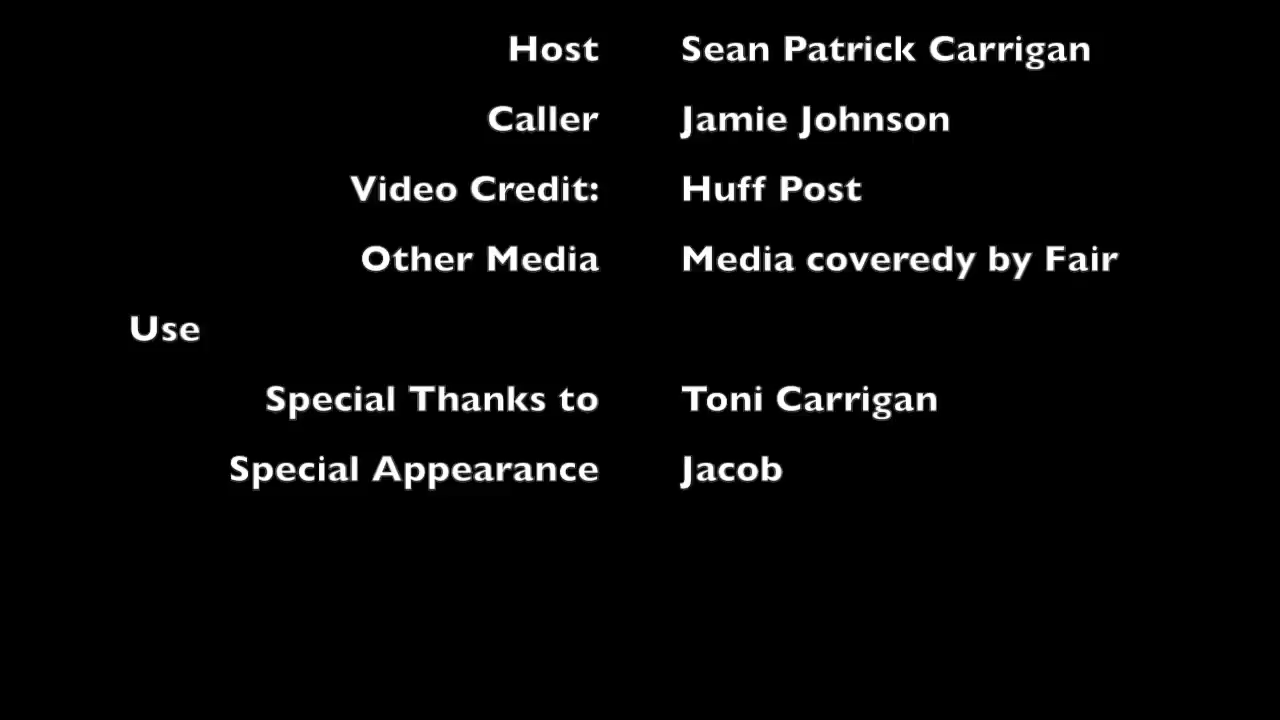 Host Sean Patrick Carrigan
Caller Jamie Johnson
Video Credit: Huff Post
Other Media Media coveredy by Fair
Use
Special Thanks to Toni Carrigan
Special Appearance Jacob